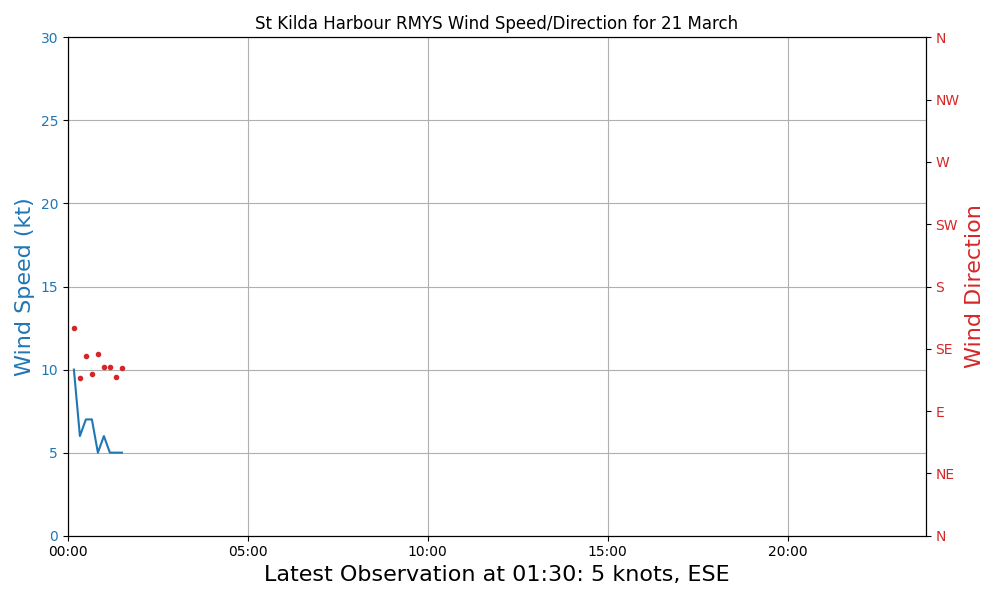 St Kilda Harbour RMYS Wind Speed/Direction for 21 March
30
25
20
15
10
5
0
Wind Speed (kt)
N
NW
W
SW
S
SE
E
NE
N
Wind Direction
00:00
05:00
10:00
15:00
20:00
Latest Observation at 01:30: 5 knots, ESE